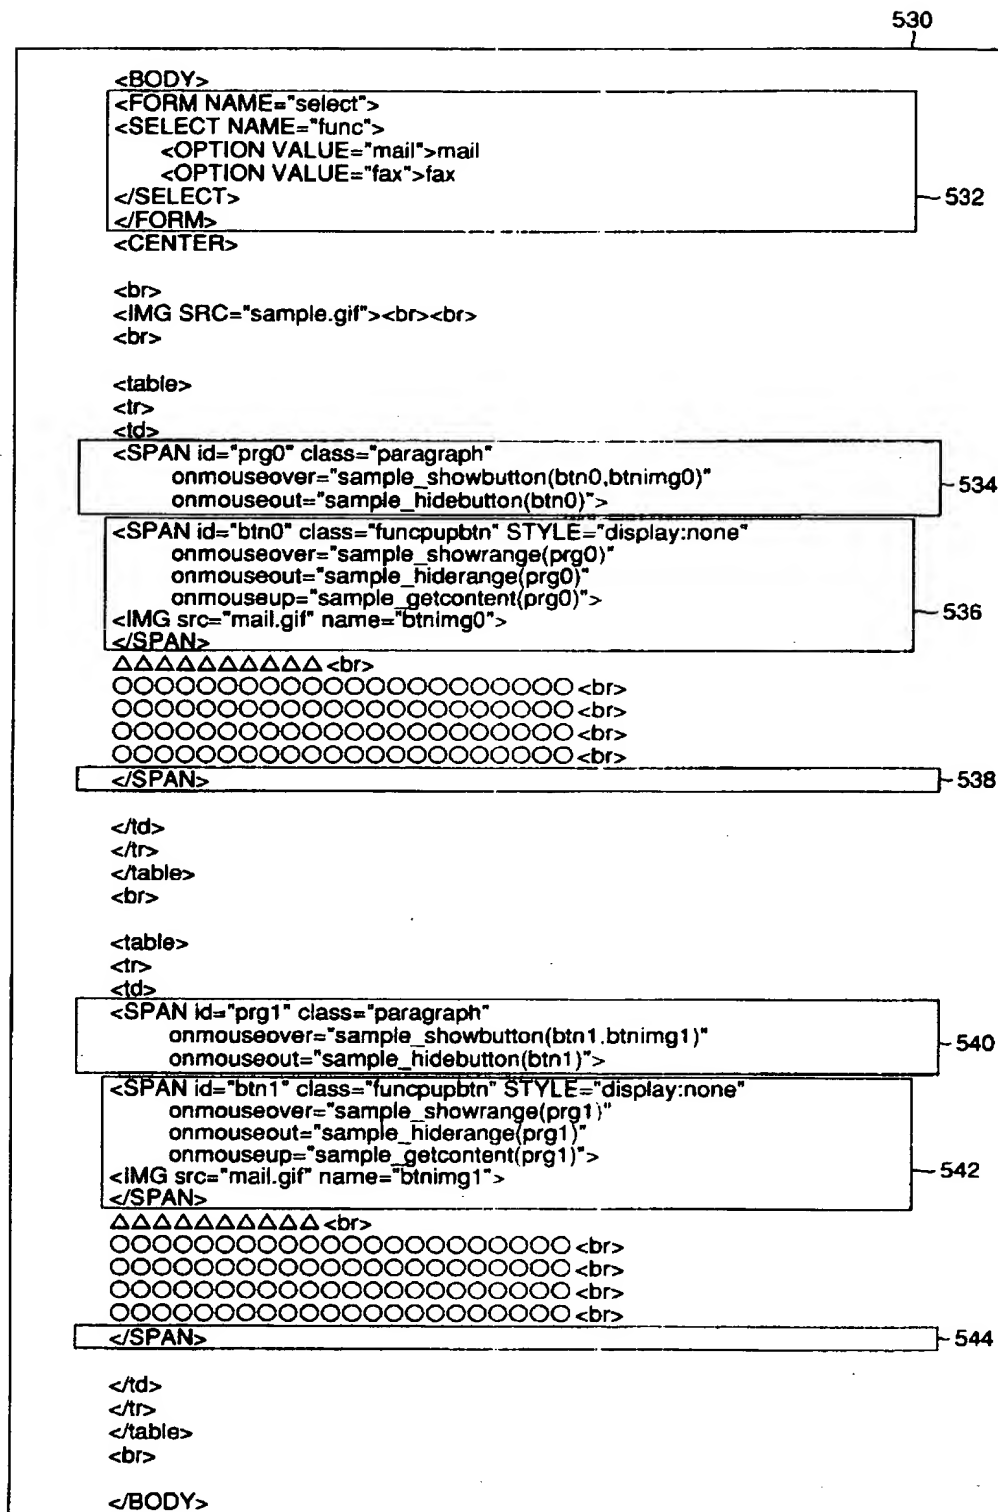 530
<BODY>
<FORM NAME="select">
<SELECT NAME="func">
<OPTION VALUE="mail">mail
<OPTION VALUE="fax">fax
</SELECT>
532
</FORM>
<CENTER>
<br>
<IMG SRC="sample.gif"><br><br>
<br>
<table>
<tr>
<td>
<SPAN id="prg0" class="paragraph"
onmouseover="sample_showbutton(btn0,btnimg0)"
534
onmouseout="sample_hidebutton(btn0)">
<SPAN id="btn0" class="funcpupbtn" STYLE="display:none"
onmouseover="sample_showrange(prg0)"
onmouseout="sample_hiderange(prg0)"
onmouseup="sample_getcontent(prg0)">
536
<IMG src="mail.gif" name="btnimg0">
</SPAN>
△△△△△△△△△△<br>
○○○○○○○○○○○○○○○○○○○○○○<br>
○○○○○○○○○○○○○○○○○○○○○○<br>
○○○○○○○○○○○○○○○○○○○○○○<br>
○○○○○○○○○○○○○○○○○○○○○○<br>
</SPAN>
538
</td>
</tr>
</table>
<br>
<table>
<tr>
<td>
<SPAN id="prg1" class="paragraph"
onmouseover="sample_showbutton(btn1,btnimg1)"
540
onmouseout="sample_hidebutton(btn1)">
<SPAN id="btn1" class="funcpupbtn" STYLE="display:none"
onmouseover="sample_showrange(prg1)"
onmouseout="sample_hiderange(prg1)"
onmouseup="sample_getcontent(prg1)">
542
<IMG src="mail.gif" name="btnimg1">
</SPAN>
△△△△△△△△△△<br>
○○○○○○○○○○○○○○○○○○○○○○<br>
○○○○○○○○○○○○○○○○○○○○○○<br>
○○○○○○○○○○○○○○○○○○○○○○<br>
○○○○○○○○○○○○○○○○○○○○○○<br>
</SPAN>
544
</td>
</tr>
</table>
<br>
</BODY>